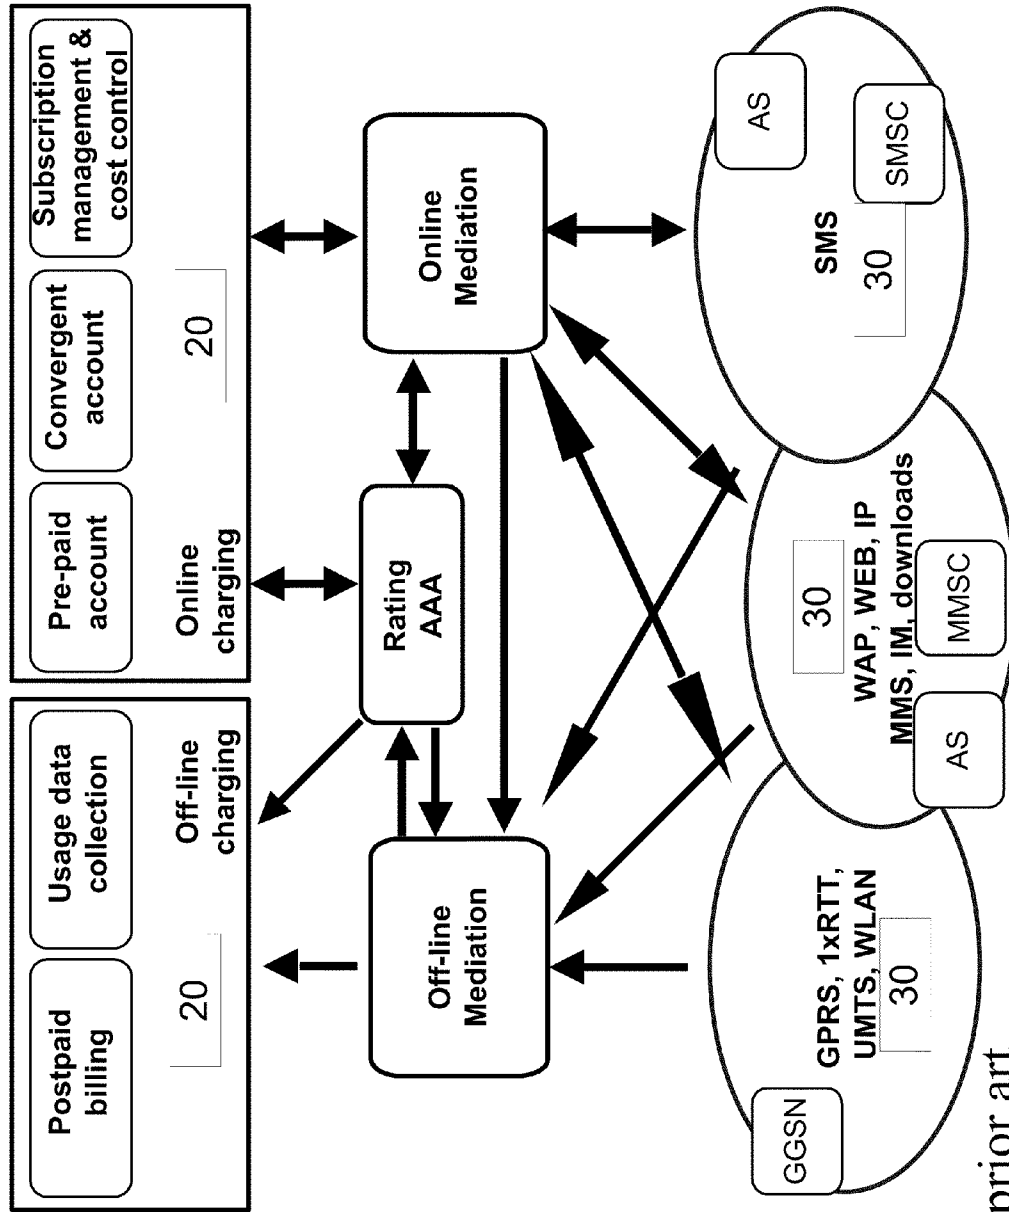 Postpaid
billing
Usage data
collection
20
Off-line
charging
Pre-paid
account
Convergent
account
Subscription
management &
cost control
Online
charging
20
Off-line
Mediation
Rating
AAA
Online
Mediation
GGSN
GPRS, 1xRTT,
UMTS, WLAN
30
30
WAP, WEB, IP
MMS, IM, downloads
AS
MMSC
SMS
30
AS
SMSC
prior art